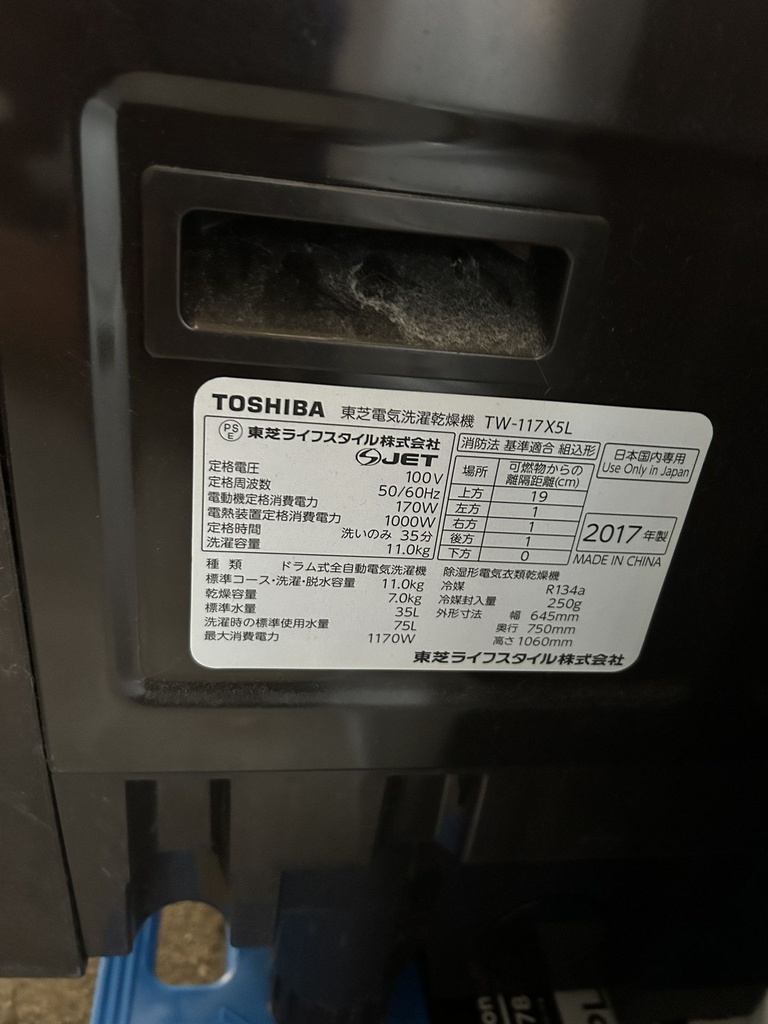 TOSHIBA 東芝電気洗濯乾燥機 TW-117X5L
PS
E
東芝ライフスタイル株式会社
JET
定格電圧 100V
定格周波数 50/60Hz
電動機定格消費電力 170W
電熱装置定格消費電力 1000W
定格時間 洗いのみ 35分
洗濯容量 11.0kg
消防法 基準適合 組込形
場所 可燃物からの離隔距離(cm)
上方 19
左方 1
右方 1
後方 1
下方 0
日本国内専用
Use Only in Japan
2017年製
MADE IN CHINA
種類 ドラム式全自動電気洗濯機
標準コース・洗濯・脱水容量 11.0kg
乾燥容量 7.0kg
標準水量 35L
洗濯時の標準使用水量 75L
最大消費電力 1170W
除湿形電気衣類乾燥機
冷媒 R134a
冷媒封入量 250g
外形寸法 幅 645mm
奥行 750mm
高さ 1060mm
東芝ライフスタイル株式会社
on
7B